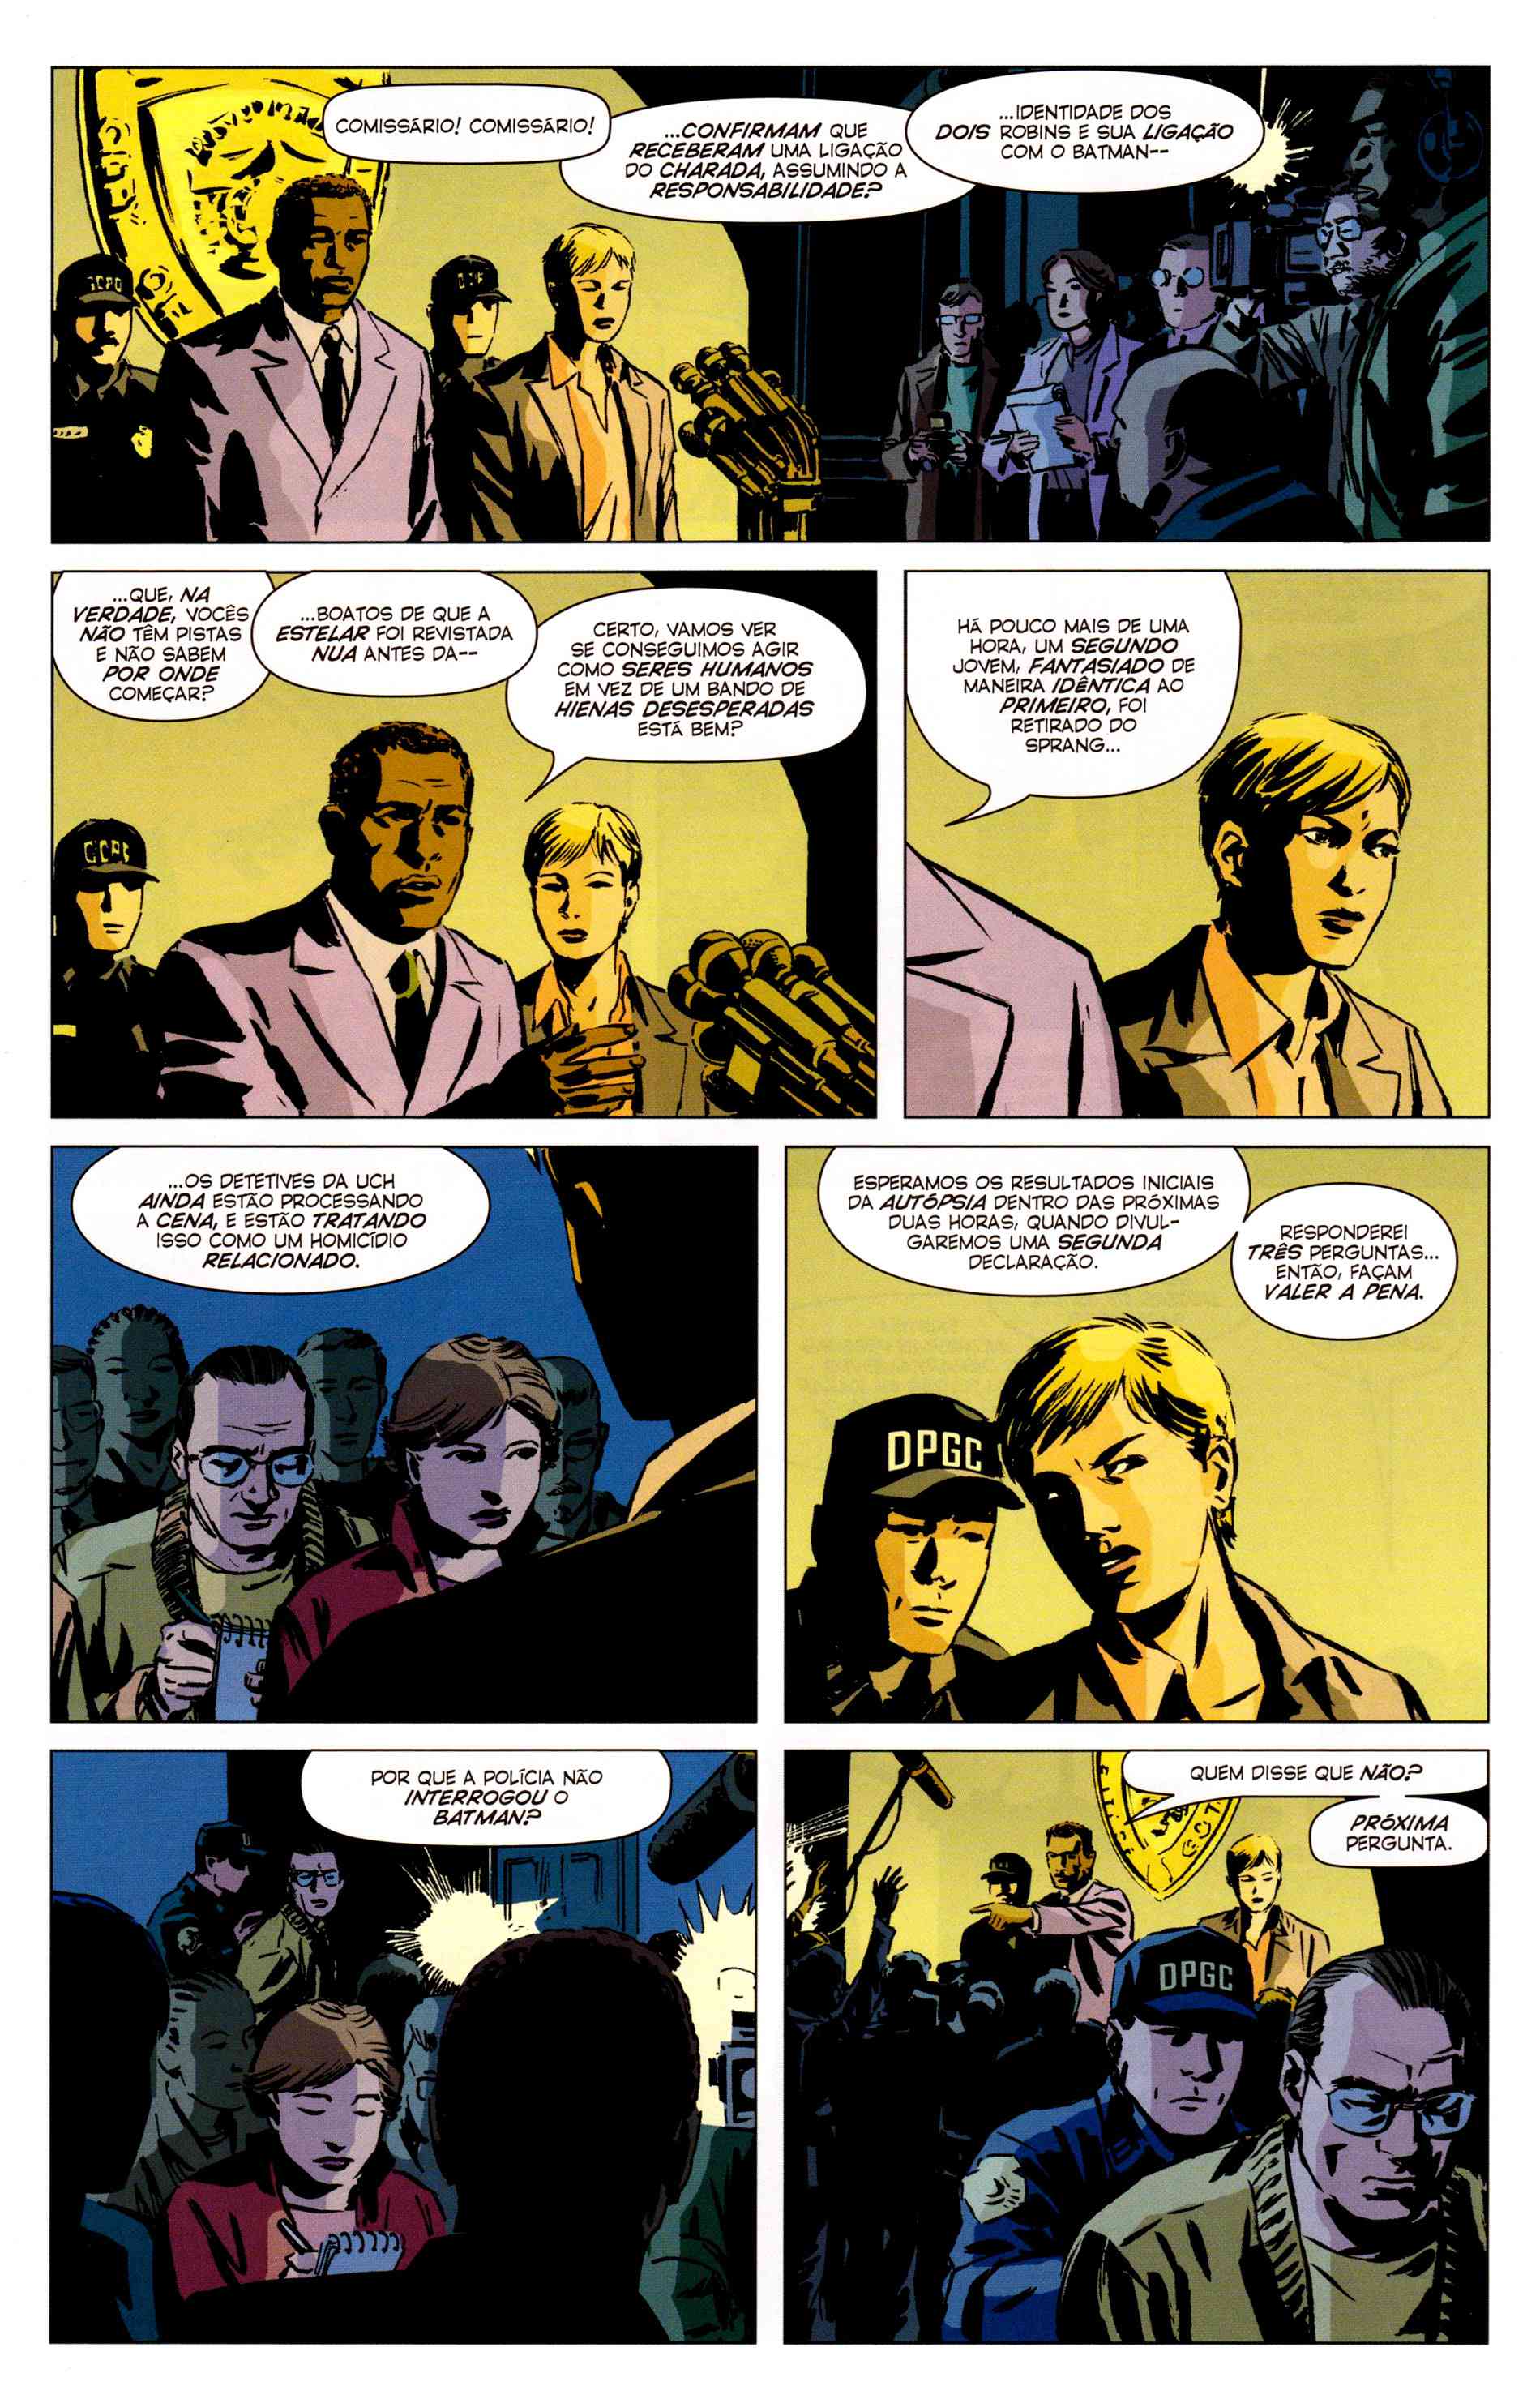 COMISSÁRIO! COMISSÁRIO!
...CONFIRMAM QUE
RECEBERAM UMA LIGAÇÃO
DO CHARADA, ASSUMINDO A
RESPONSABILIDADE?
...IDENTIDADE DOS
DOIS ROBINS E SUA LIGAÇÃO
COM O BATMAN--
GCPD
...QUE, NA
VERDADE, VOCÊS
NÃO TÊM PISTAS
E NÃO SABEM
POR ONDE
COMEÇAR?
...BOATOS DE QUE A
ESTELAR FOI REVISTADA
NUA ANTES DA--
CERTO, VAMOS VER
SE CONSEGUIMOS AGIR
COMO SERES HUMANOS
EM VEZ DE UM BANDO DE
HIENAS DESESPERADAS
ESTÁ BEM?
HÁ POUCO MAIS DE UMA
HORA, UM SEGUNDO
JOVEM, FANTASIADO DE
MANEIRA IDÊNTICA AO
PRIMEIRO, FOI
RETIRADO DO
SPRANG...
...OS DETETIVES DA UCH
AINDA ESTÃO PROCESSANDO
A CENA, E ESTÃO TRATANDO
ISSO COMO UM HOMICÍDIO
RELACIONADO.
ESPERAMOS OS RESULTADOS INICIAIS
DA AUTÓPSIA DENTRO DAS PRÓXIMAS
DUAS HORAS, QUANDO DIVUL-
GAREMOS UMA SEGUNDA
DECLARAÇÃO.
RESPONDEREI
TRÊS PERGUNTAS...
ENTÃO, FAÇAM
VALER A PENA.
DPGC
POR QUE A POLÍCIA NÃO
INTERROGOU O
BATMAN?
QUEM DISSE QUE NÃO?
PRÓXIMA
PERGUNTA.
DPGC